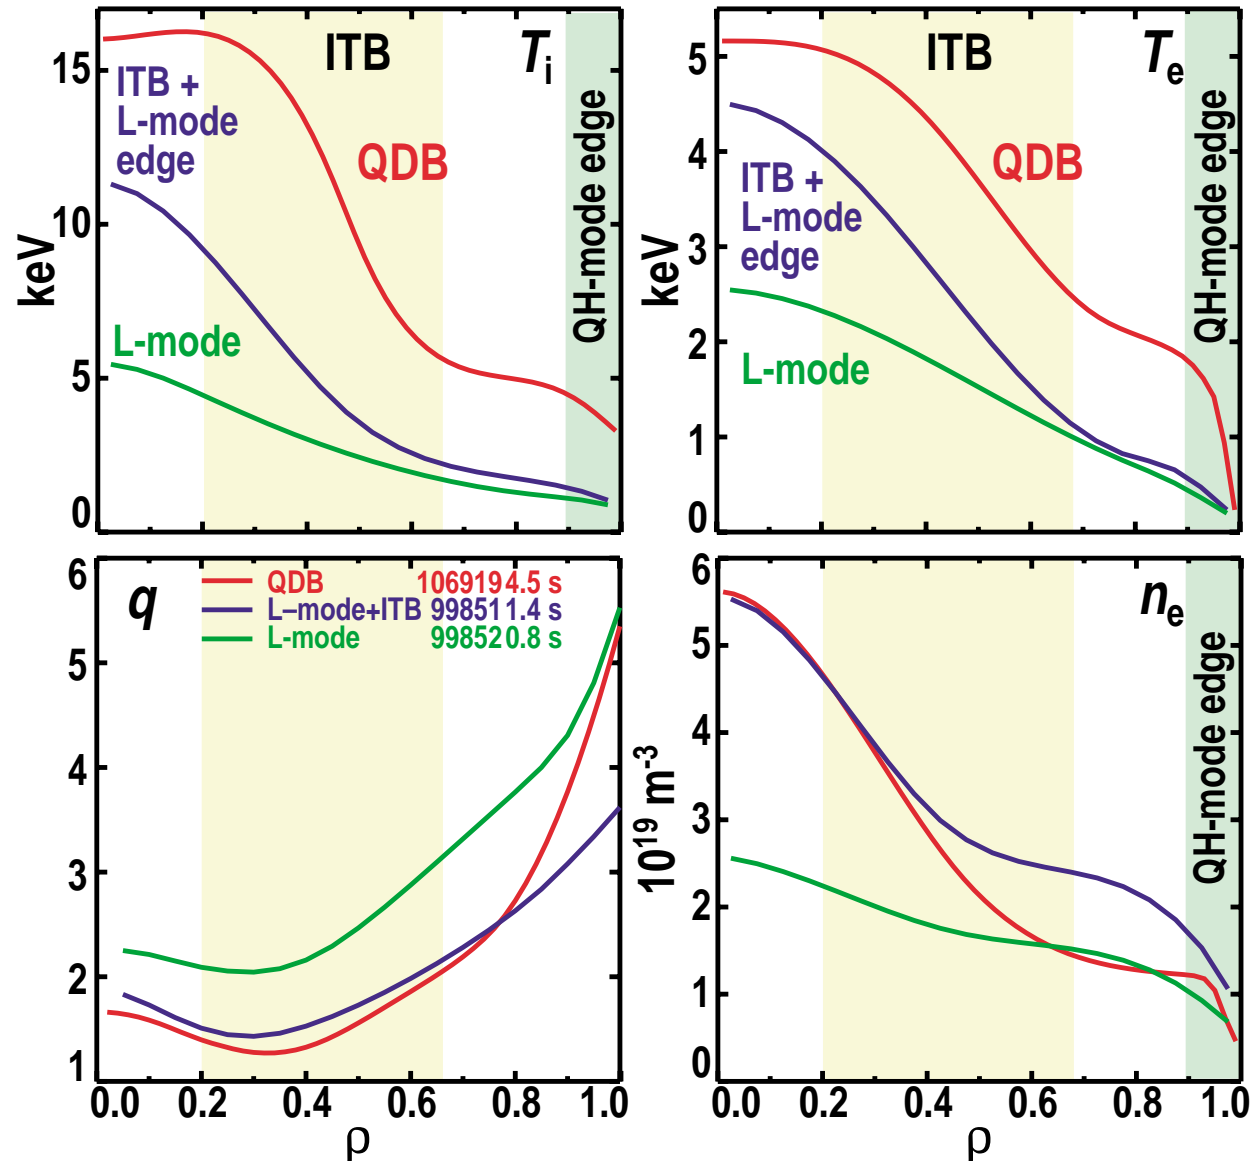 ITB
Ti
15
ITB +
L-mode
edge
QDB
10
keV
L-mode
5
0
QH-mode edge
ITB
Te
5
4
QDB
ITB +
L-mode
edge
3
keV
2
L-mode
1
0
QH-mode edge
6
q
QDB 106919 4.5 s
L–mode+ITB 99851 1.4 s
L-mode 99852 0.8 s
5
4
3
2
1
0.0 0.2 0.4 0.6 0.8 1.0
ρ
6
ne
5
4
3
10^19 m^-3
2
1
0
QH-mode edge
0.0 0.2 0.4 0.6 0.8 1.0
ρ